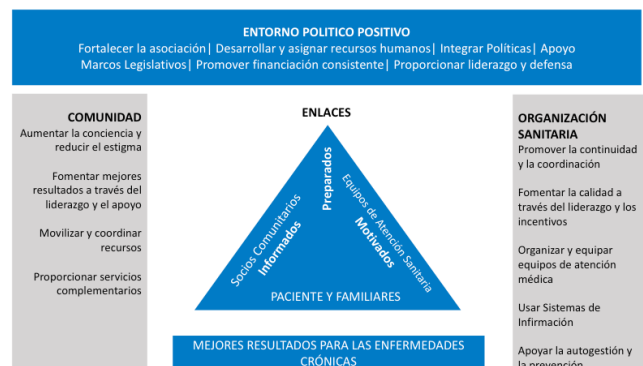 ENTORNO POLITICO POSITIVO
Fortalecer la asociación| Desarrollar y asignar recursos humanos| Integrar Políticas| Apoyo
Marcos Legislativos| Promover financiación consistente| Proporcionar liderazgo y defensa
COMUNIDAD
Aumentar la conciencia y
reducir el estigma
Fomentar mejores
resultados a través del
liderazgo y el apoyo
Movilizar y coordinar
recursos
Proporcionar servicios
complementarios
ENLACES
Socios Comunitarios
Informados
Preparados
Equipos de Atención Sanitaria
Motivados
PACIENTE Y FAMILIARES
MEJORES RESULTADOS PARA LAS ENFERMEDADES
CRÓNICAS
ORGANIZACIÓN
SANITARIA
Promover la continuidad
y la coordinación
Fomentar la calidad a
través del liderazgo y los
incentivos
Organizar y equipar
equipos de atención
médica
Usar Sistemas de
Infirmación
Apoyar la autogestión y
la prevención